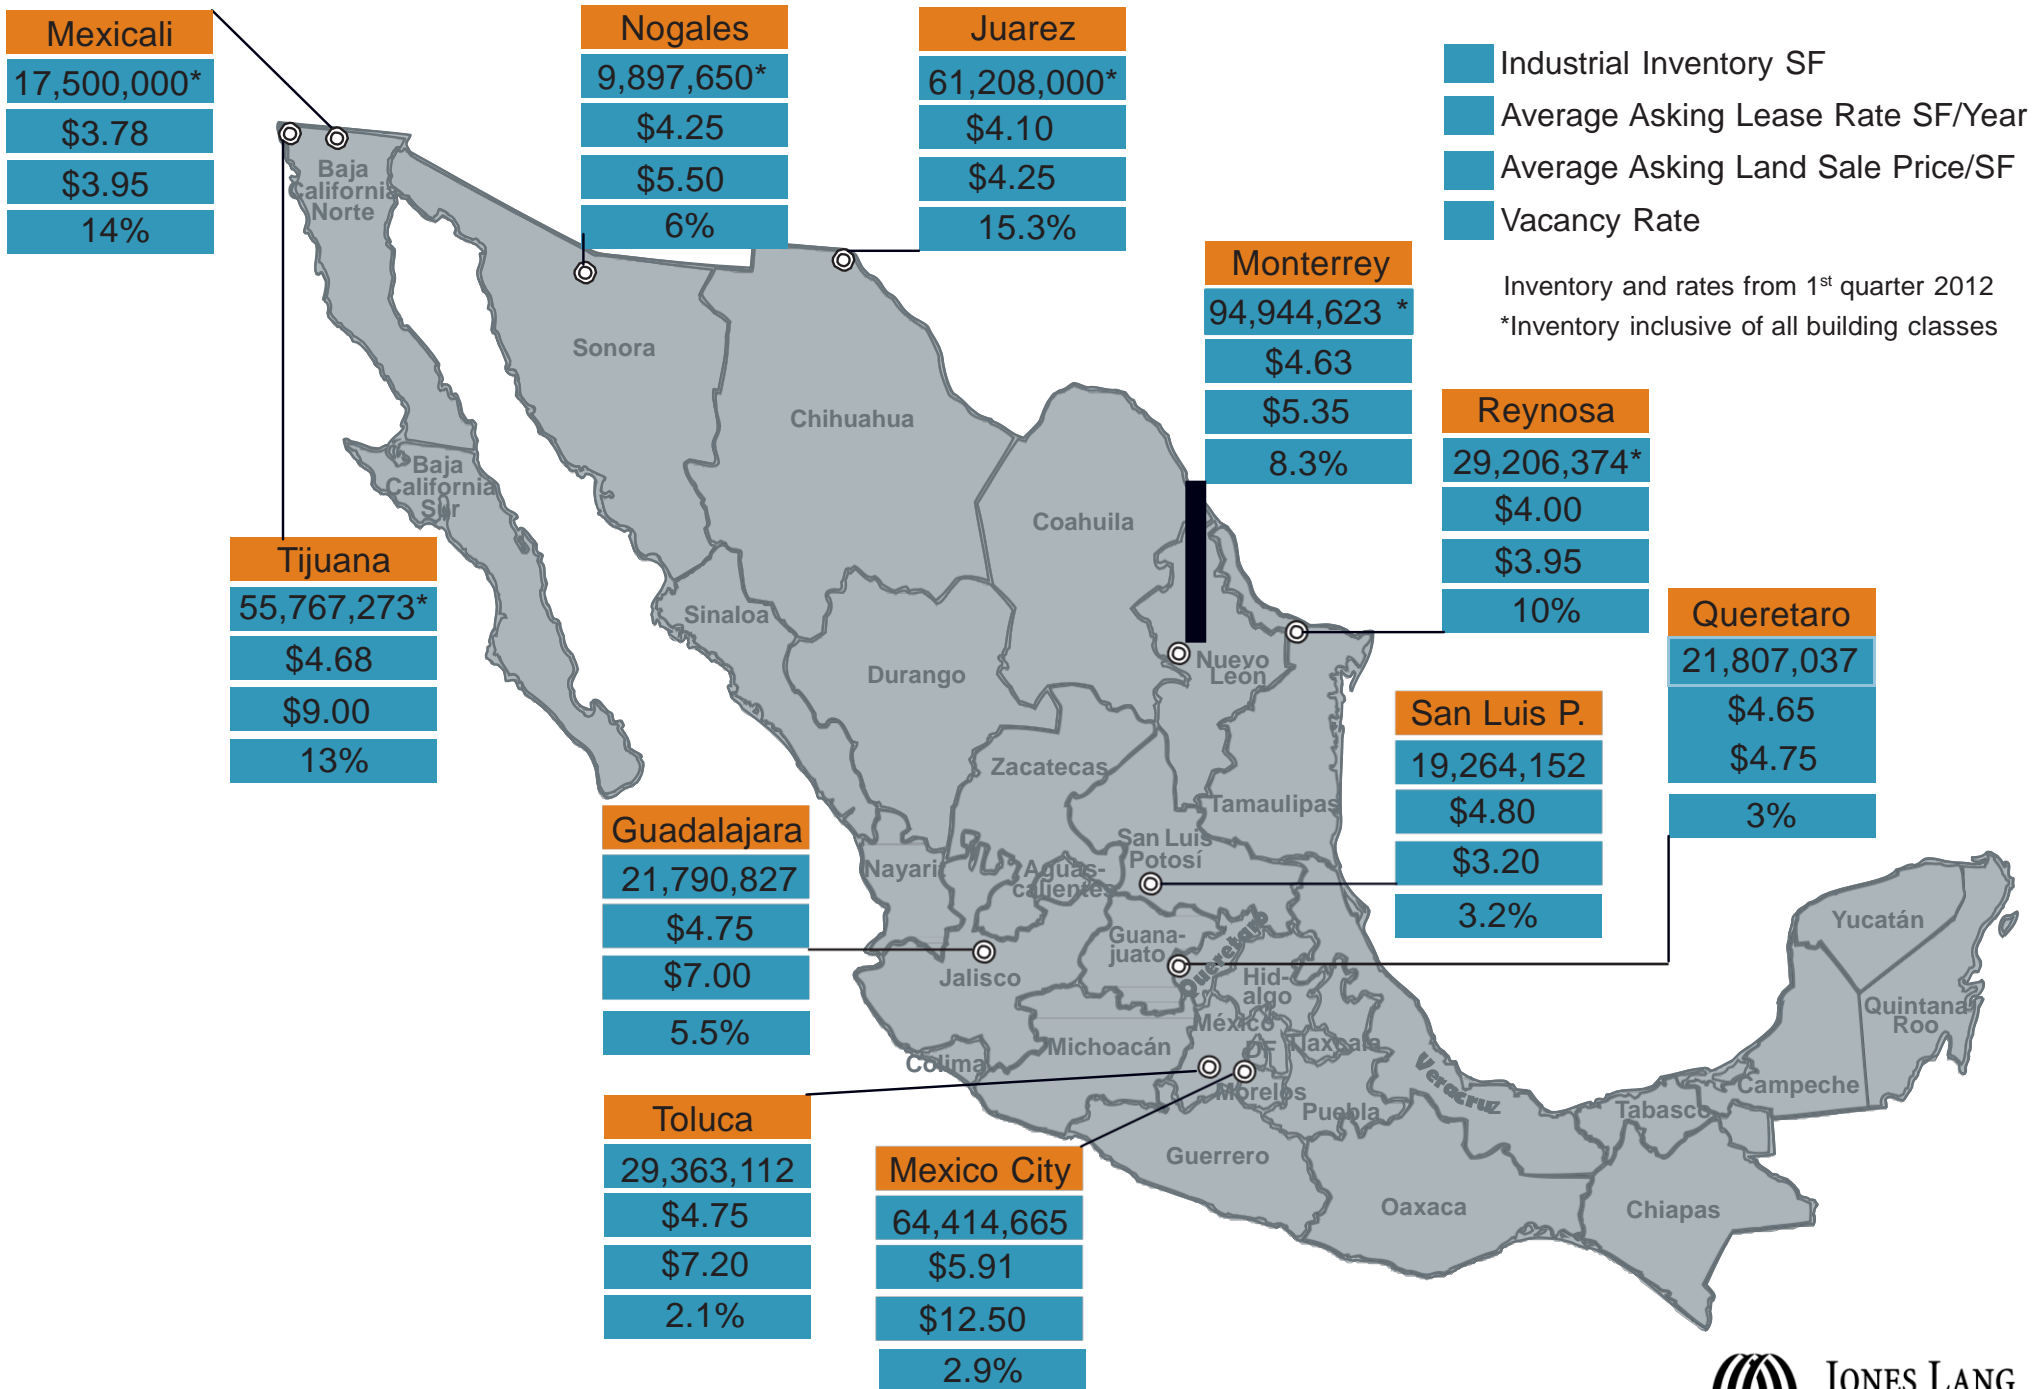 Mexicali
17,500,000*
$3.78
$3.95
14%
Nogales
9,897,650*
$4.25
$5.50
6%
Juarez
61,208,000*
$4.10
$4.25
15.3%
Industrial Inventory SF
Average Asking Lease Rate SF/Year
Average Asking Land Sale Price/SF
Vacancy Rate
Inventory and rates from 1st quarter 2012
*Inventory inclusive of all building classes
Monterrey
94,944,623 *
$4.63
$5.35
8.3%
Reynosa
29,206,374*
$4.00
$3.95
10%
Tijuana
55,767,273*
$4.68
$9.00
13%
Queretaro
21,807,037
$4.65
$4.75
3%
San Luis P.
19,264,152
$4.80
$3.20
3.2%
Guadalajara
21,790,827
$4.75
$7.00
5.5%
Toluca
29,363,112
$4.75
$7.20
2.1%
Mexico City
64,414,665
$5.91
$12.50
2.9%
Baja
California
Norte
Sonora
Chihuahua
Baja
California
Sur
Coahuila
Sinaloa
Durango
Nuevo
León
Zacatecas
Tamaulipas
San Luis
Potosí
Nayarit
Aguas-
calientes
Guana-
juato
Queretaro
Jalisco
Hid-
algo
México
DF
Tlaxcala
Michoacán
Colima
Morelos
Puebla
Veracruz
Guerrero
Oaxaca
Chiapas
Tabasco
Campeche
Yucatán
Quintana
Roo
JONES LANG